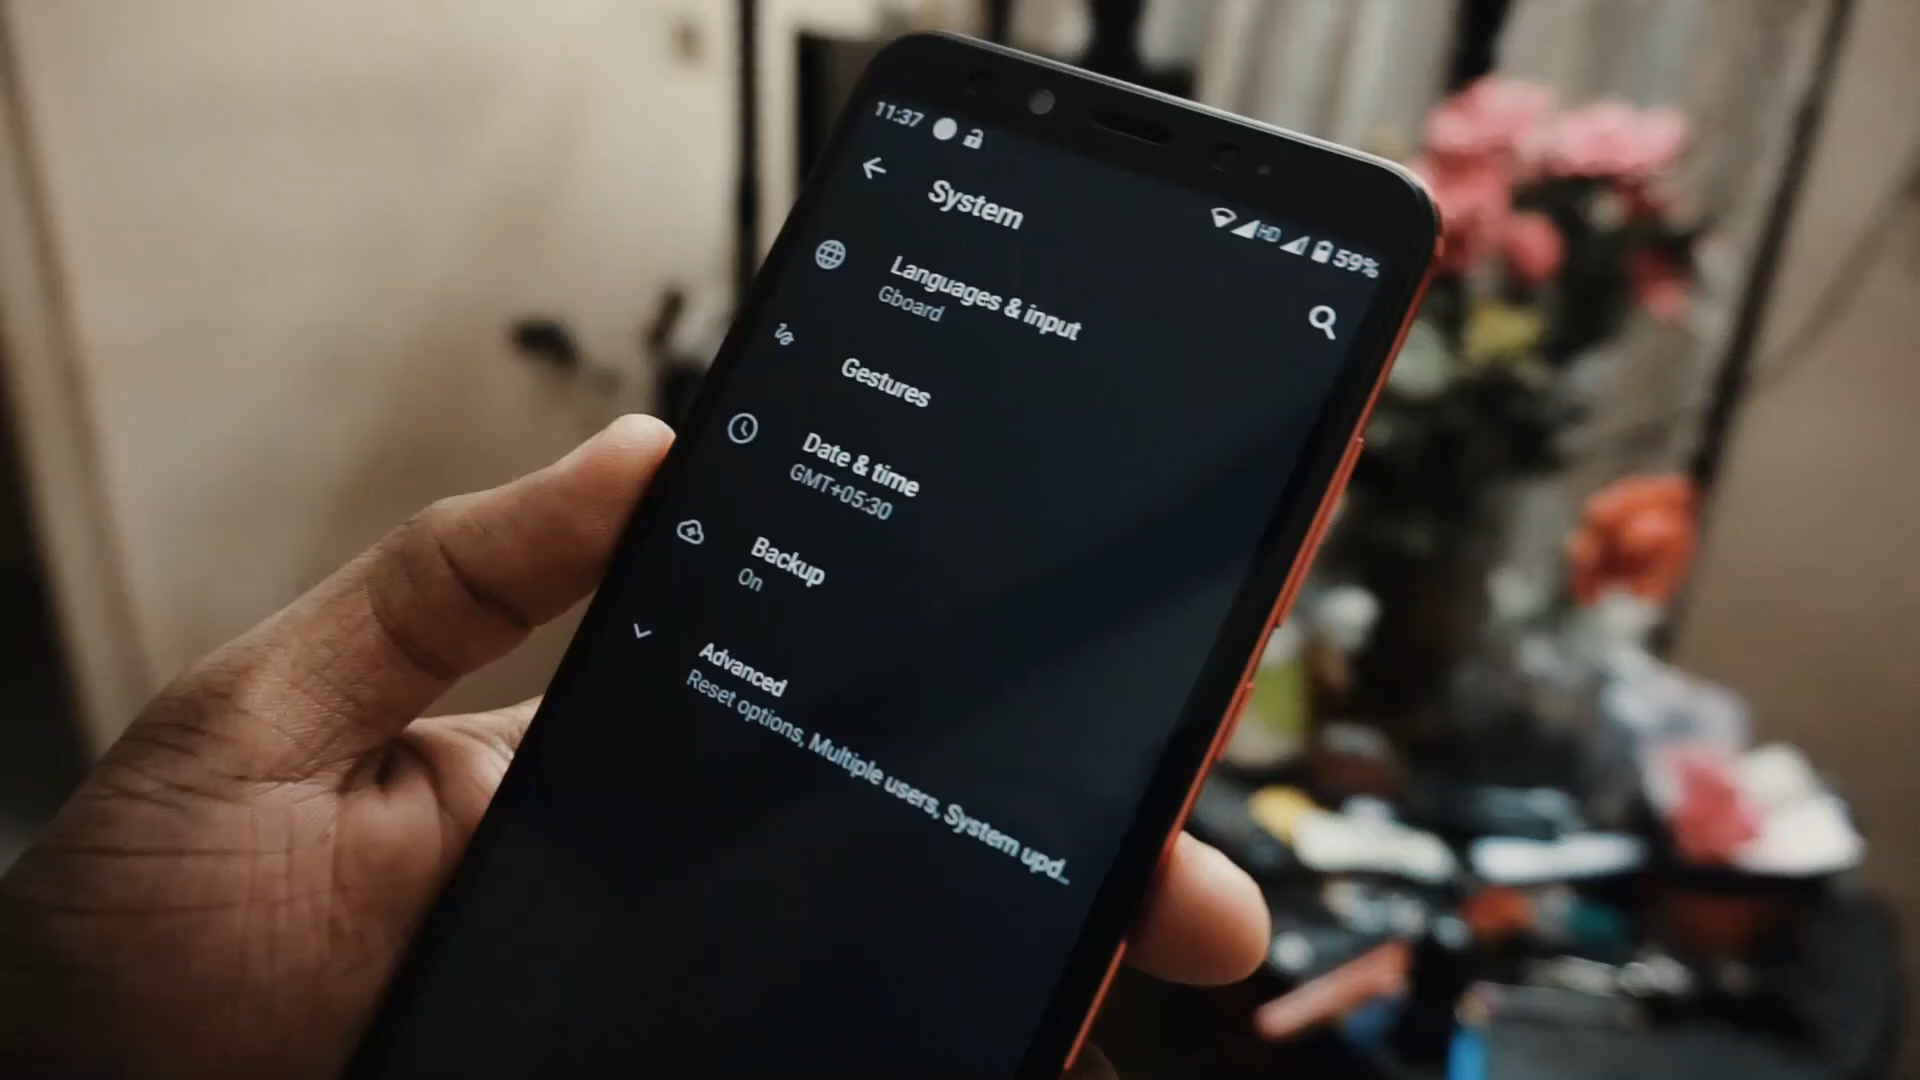 11:37
HD 59%
System
Languages & input
Gboard
Gestures
Date & time
GMT+05:30
Backup
On
Advanced
Reset options, Multiple users, System upd...